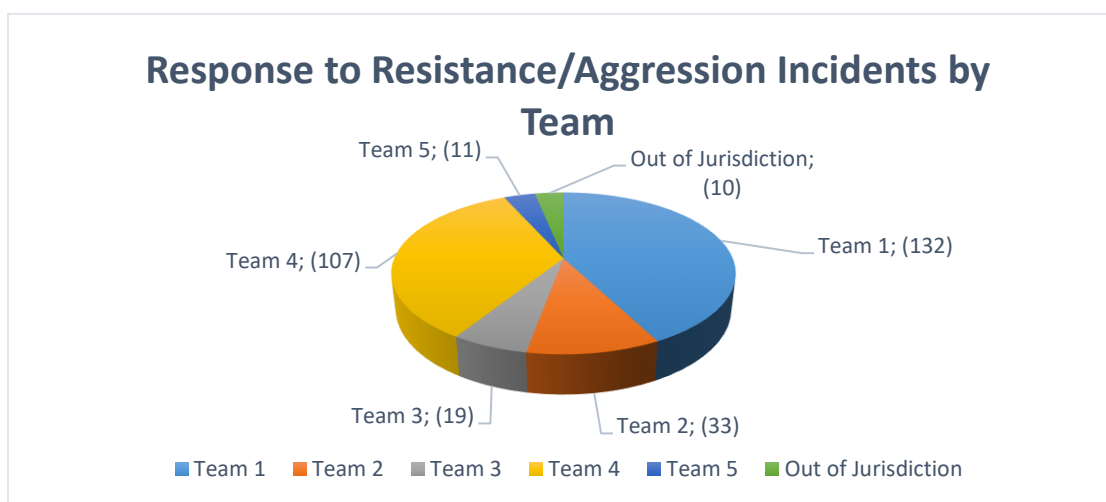 Response to Resistance/Aggression Incidents by
Team
Team 5; (11)
Out of Jurisdiction;
(10)
Team 1; (132)
Team 4; (107)
Team 3; (19)
Team 2; (33)
Team 1
Team 2
Team 3
Team 4
Team 5
Out of Jurisdiction